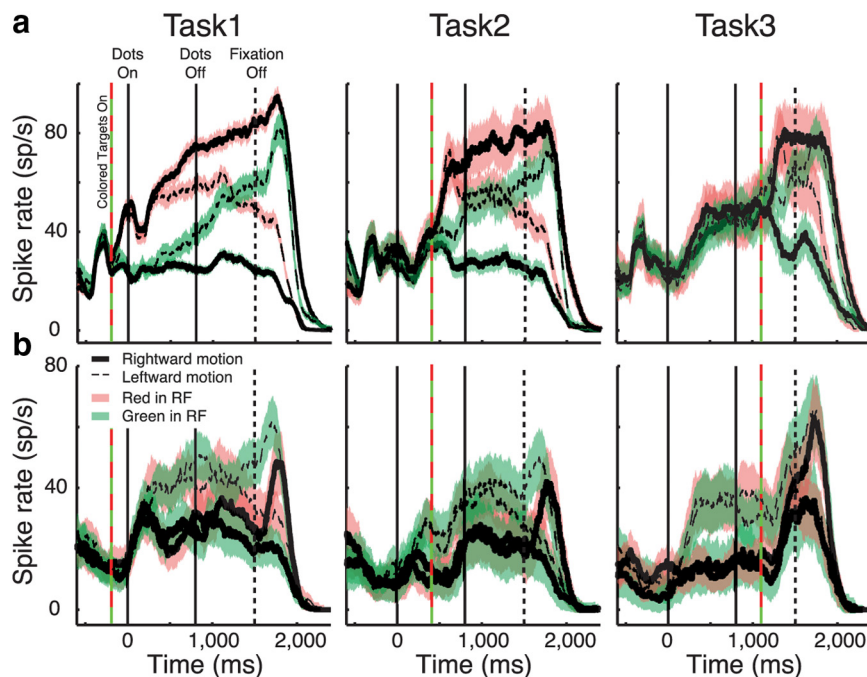 a
Task1
Task2
Task3
Dots
On
Dots
Off
Fixation
Off
Colored Targets On
Spike rate (sp/s)
80
40
0
b
Rightward motion
Leftward motion
Red in RF
Green in RF
Spike rate (sp/s)
80
40
0
0 1,000 2,000
0 1,000 2,000
0 1,000 2,000
Time (ms)
Time (ms)
Time (ms)